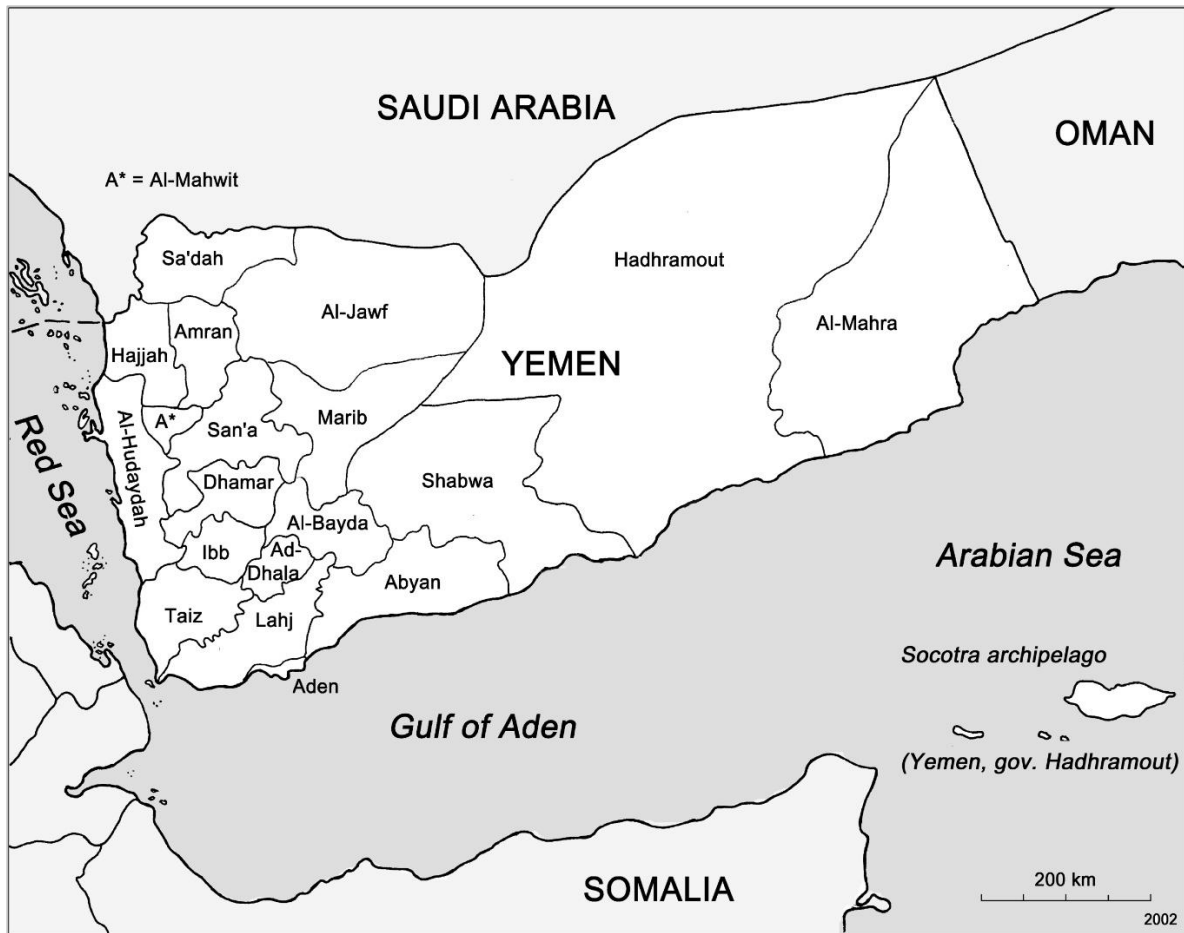 SAUDI ARABIA
OMAN
A* = Al-Mahwit
Sa'dah
Hadhramout
Al-Jawf
Amran
Al-Mahra
Hajjah
YEMEN
Red Sea
Al-Hudaydah
A*
San'a
Marib
Dhamar
Shabwa
Al-Bayda
Ibb
Ad-
Dhala
Abyan
Arabian Sea
Taiz
Lahj
Socotra archipelago
Aden
Gulf of Aden
(Yemen, gov. Hadhramout)
SOMALIA
200 km
2002